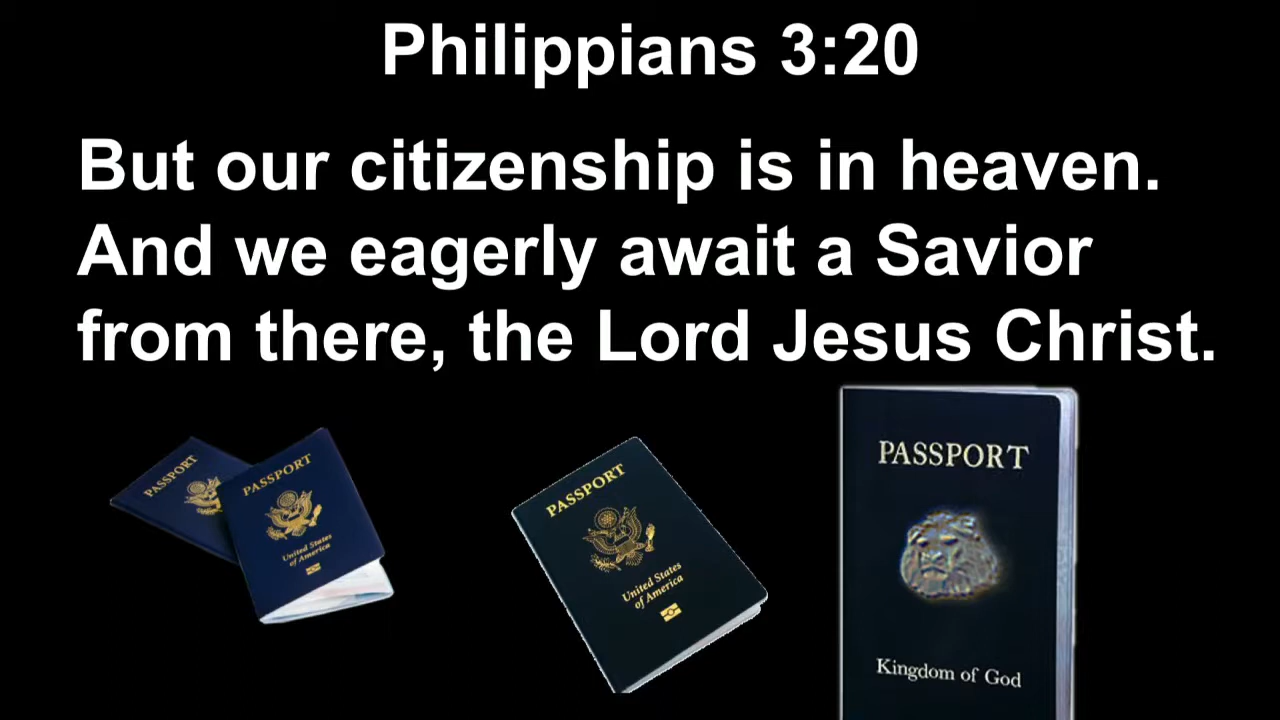 Philippians 3:20
But our citizenship is in heaven.
And we eagerly await a Savior
from there, the Lord Jesus Christ.
PASSPORT
PASSPORT
United States
of America
PASSPORT
United States
of America
PASSPORT
Kingdom of God